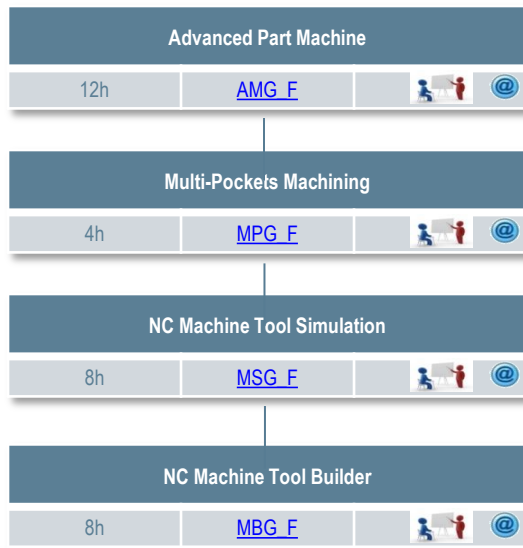 Advanced Part Machine
12h AMG_F @
Multi-Pockets Machining
4h MPG_F @
NC Machine Tool Simulation
8h MSG_F @
NC Machine Tool Builder
8h MBG_F @